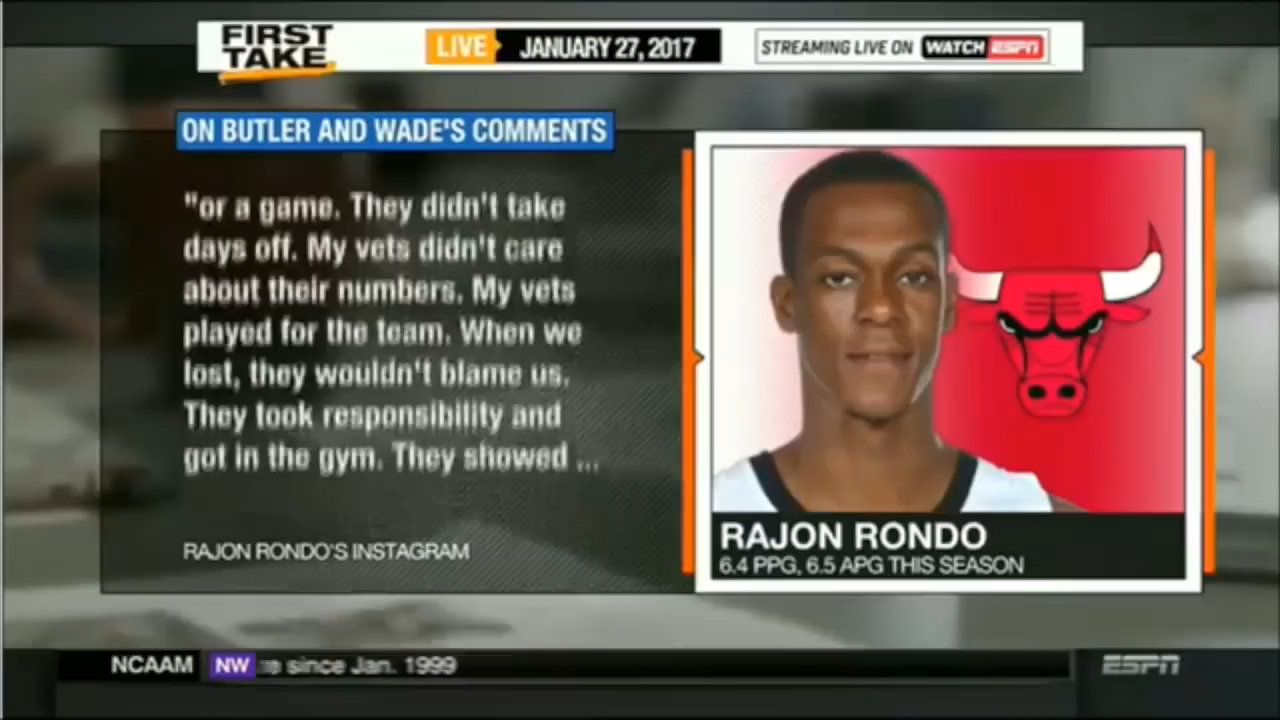 FIRST
TAKE
LIVE
JANUARY 27, 2017
STREAMING LIVE ON WATCH ESPN
ON BUTLER AND WADE'S COMMENTS
"or a game. They didn't take
days off. My vets didn't care
about their numbers. My vets
played for the team. When we
lost, they wouldn't blame us.
They took responsibility and
got in the gym. They showed ...
RAJON RONDO'S INSTAGRAM
RAJON RONDO
6.4 PPG, 6.5 APG THIS SEASON
NCAAM NW since Jan. 1999
ESPN